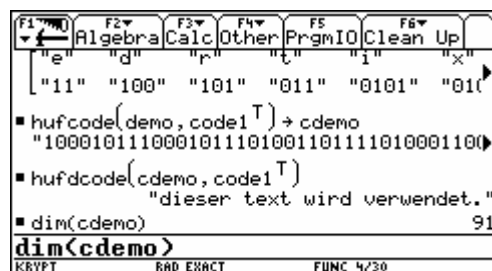 F1 F2 F3 F4 F5 F6
Algebra Calc Other PrgmIO Clean Up
"e" "d" "r" "t" "i" "x"
"11" "100" "101" "011" "0101" "010
hufcode(demo,code1ᵀ)→cdemo
"1000101110001011101001101111010001100
hufdcode(cdemo,code1ᵀ)
"dieser text wird verwendet."
dim(cdemo) 91
dim(cdemo)
KRYPT RAD EXACT FUNC 4/30